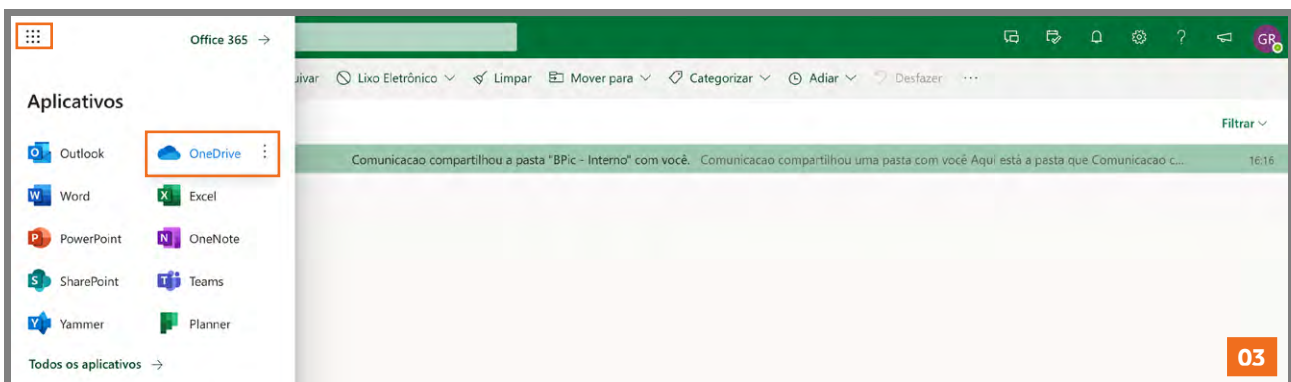 Office 365 →
GR
uivar Lixo Eletrônico Limpar Mover para Categorizar Adiar Desfazer ...
Aplicativos
Filtrar
Outlook OneDrive
Comunicacao compartilhou a pasta "BPic - Interno" com você. Comunicacao compartilhou uma pasta com você Aqui está a pasta que Comunicacao c... 16:16
Word Excel
PowerPoint OneNote
SharePoint Teams
Yammer Planner
Todos os aplicativos →
03